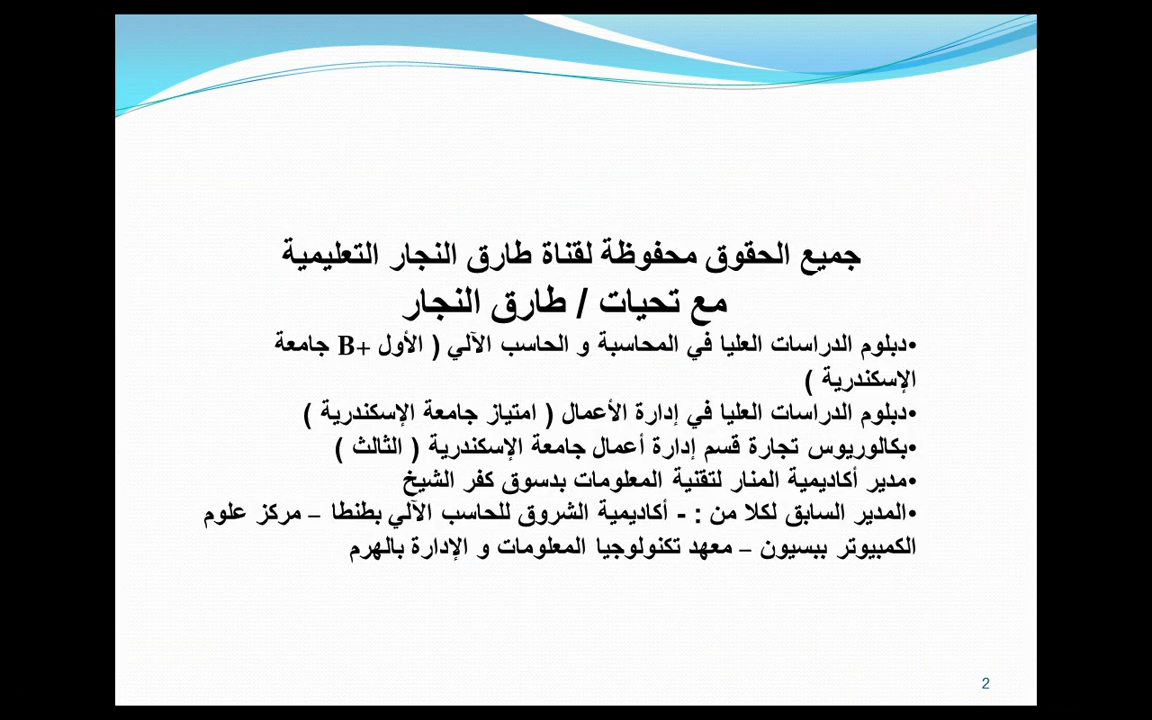 جميع الحقوق محفوظة لقناة طارق النجار التعليمية
مع تحيات / طارق النجار
•دبلوم الدراسات العليا في المحاسبة و الحاسب الآلي ( الأول +B جامعة
الإسكندرية )
•دبلوم الدراسات العليا في إدارة الأعمال ( امتياز جامعة الإسكندرية )
•بكالوريوس تجارة قسم إدارة أعمال جامعة الإسكندرية ( الثالث )
•مدير أكاديمية المنار لتقنية المعلومات بدسوق كفر الشيخ
•المدير السابق لكلا من : - أكاديمية الشروق للحاسب الآلي بطنطا – مركز علوم
الكمبيوتر ببسيون – معهد تكنولوجيا المعلومات و الإدارة بالهرم
2